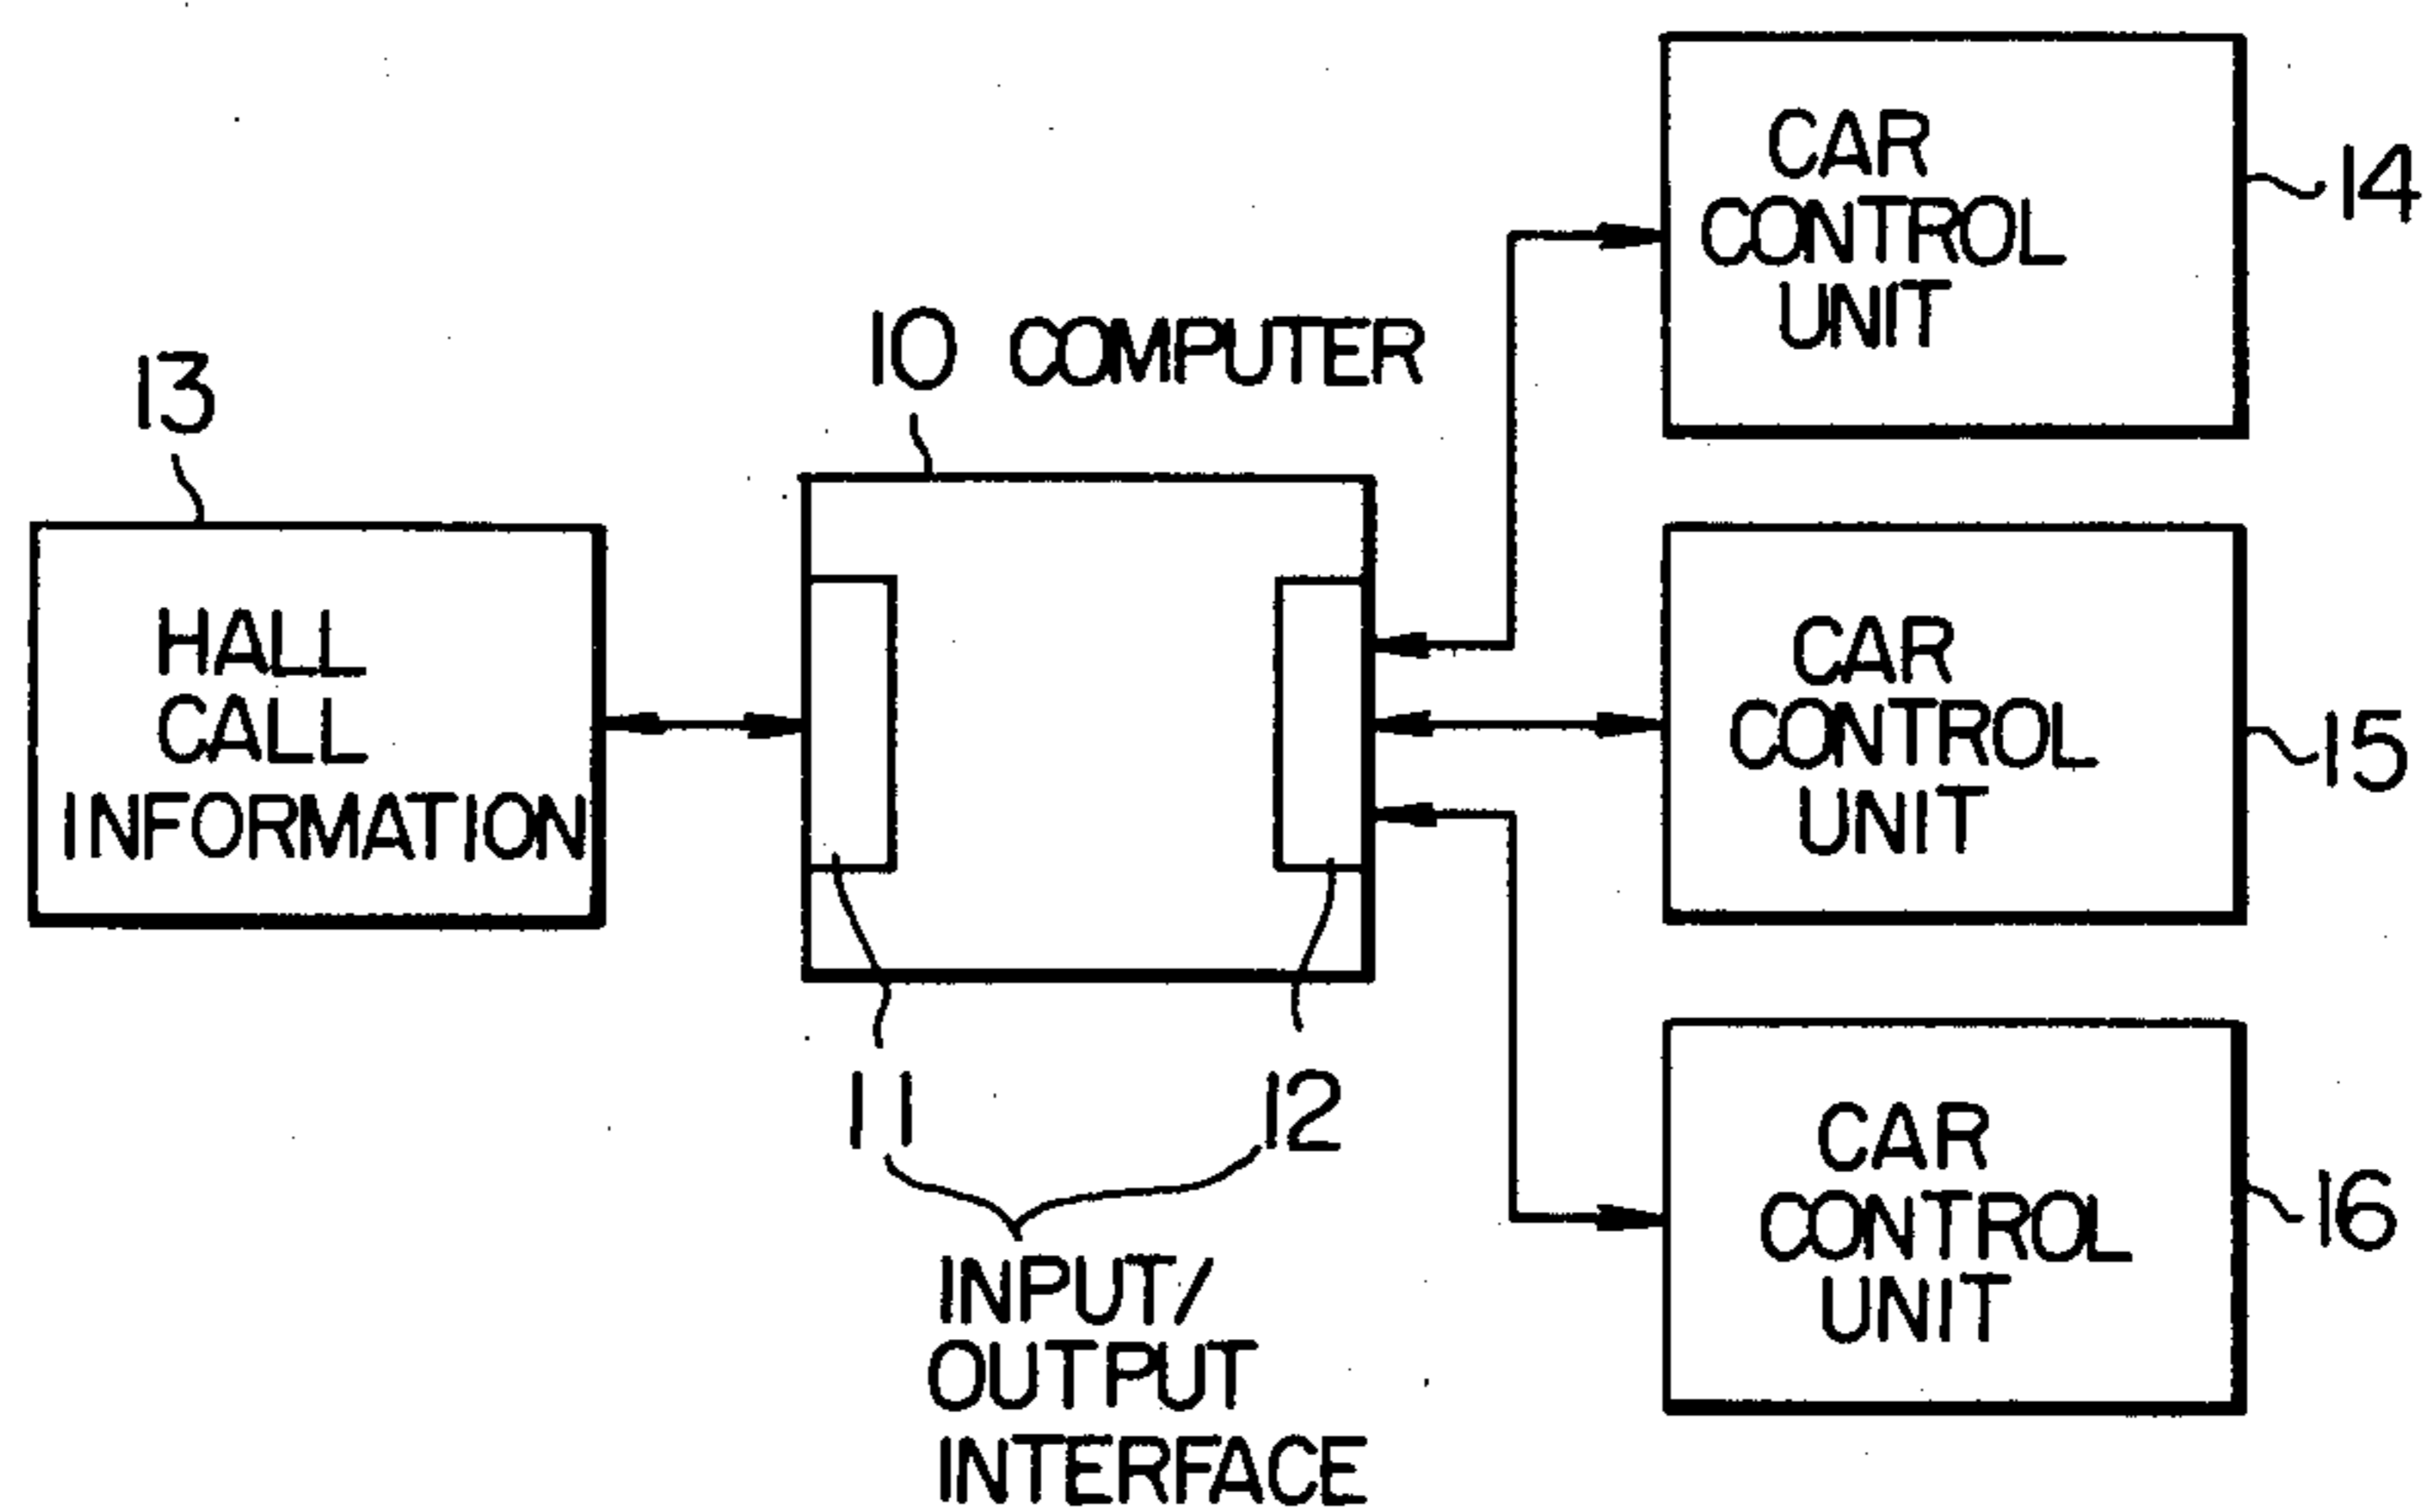 13
HALL
CALL
INFORMATION
10 COMPUTER
11
12
INPUT/
OUTPUT
INTERFACE
CAR
CONTROL
UNIT
14
CAR
CONTROL
UNIT
15
CAR
CONTROL
UNIT
16